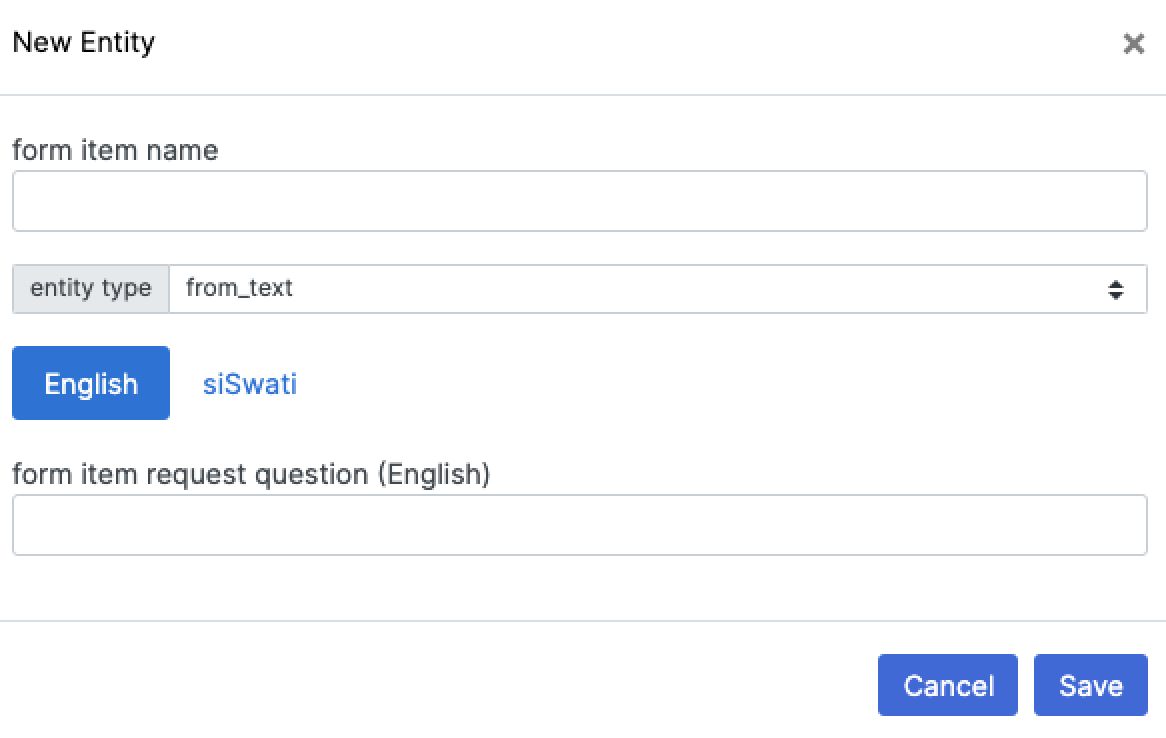 New Entity
form item name
entity type from_text
English siSwati
form item request question (English)
Cancel Save